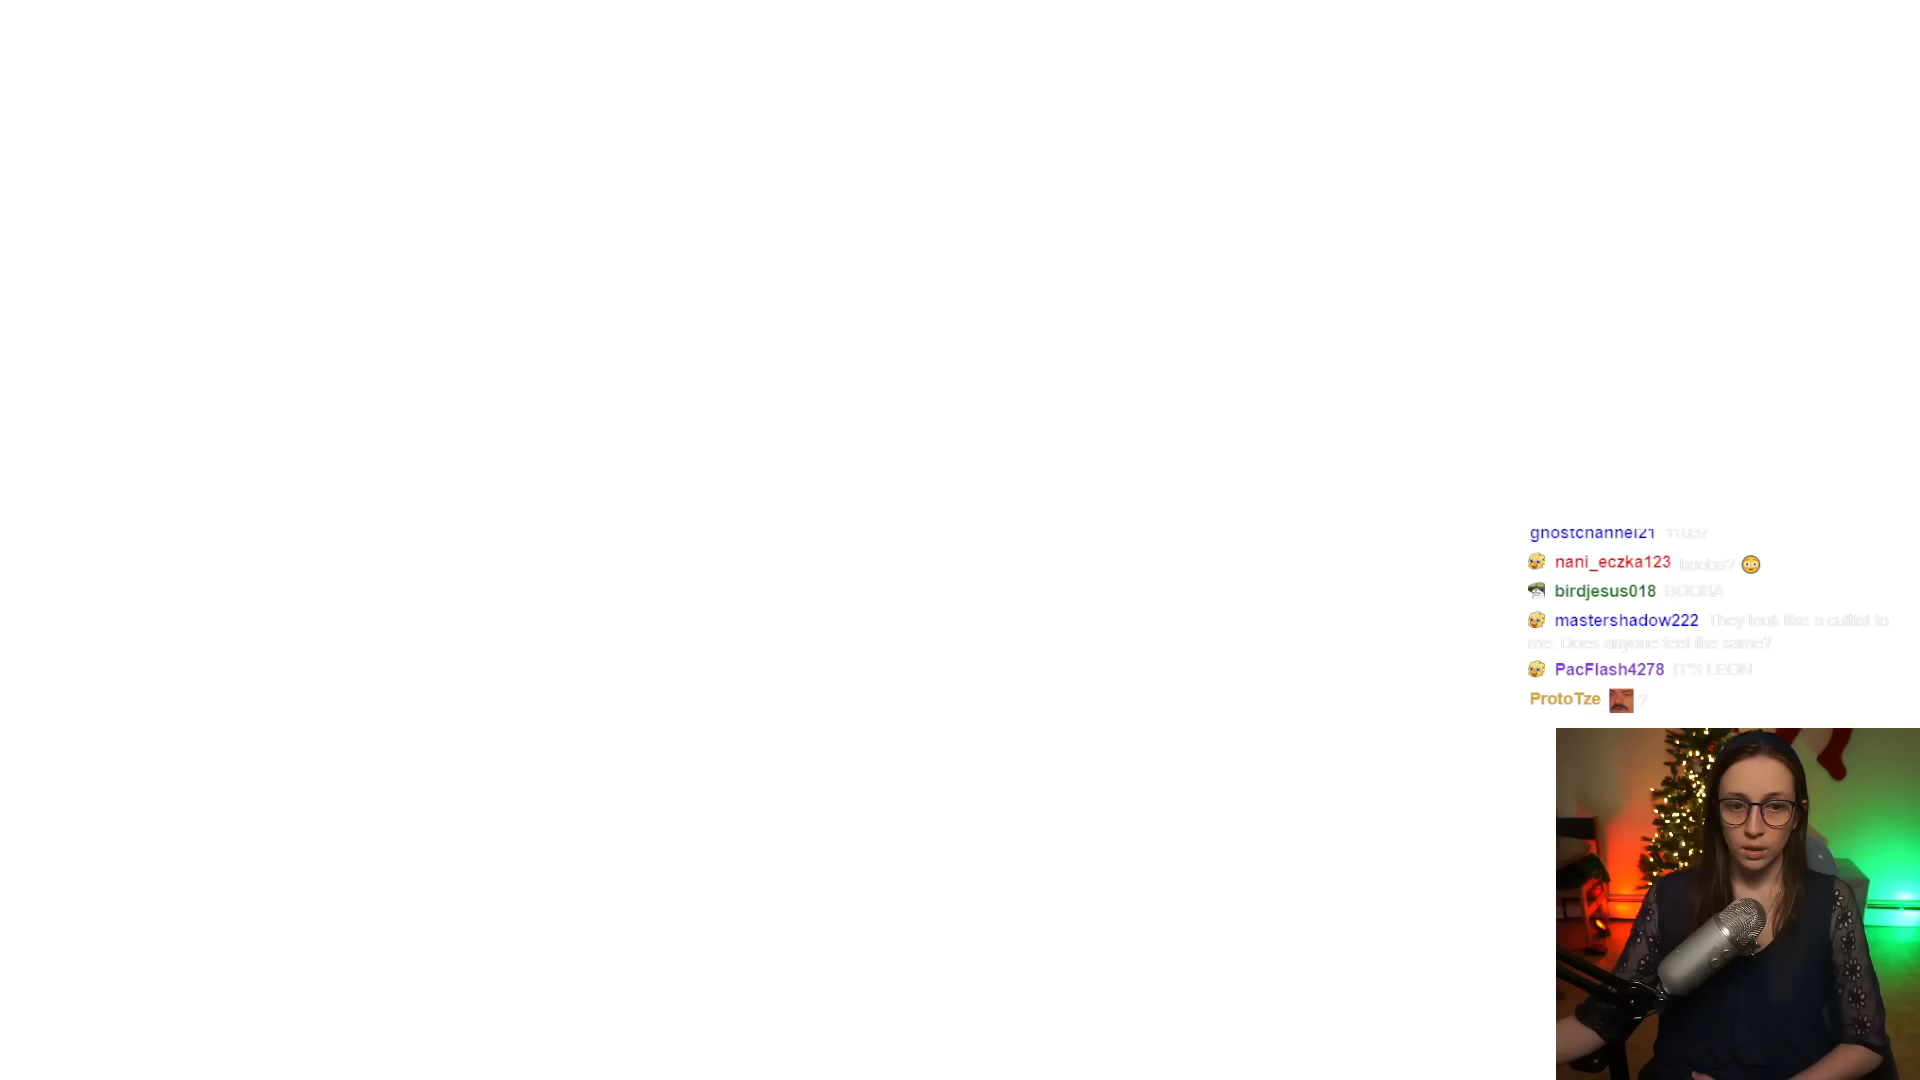 ghostchannel21
nani_eczka123 booba?
birdjesus018 BOOBA
mastershadow222 They look like a cultist to
me. Does anyone feel the same?
PacFlash4278 IT'S LEON
ProtoTze ?